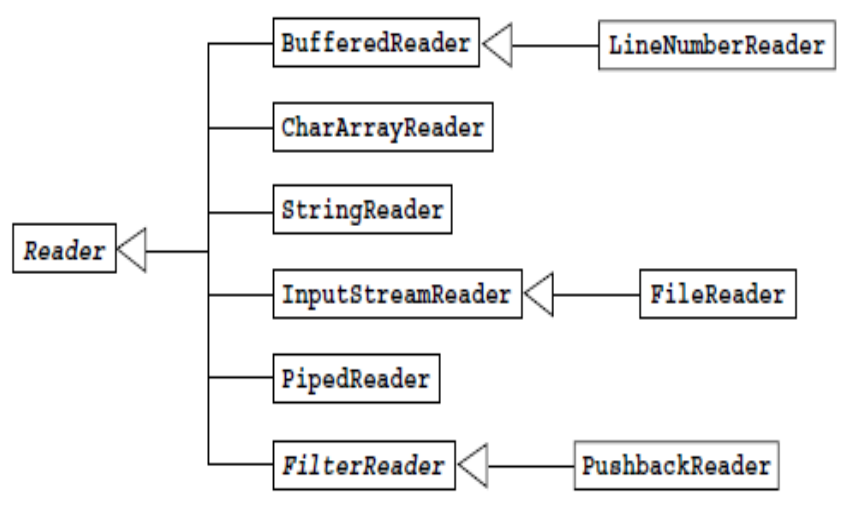 BufferedReader
LineNumberReader
CharArrayReader
StringReader
Reader
InputStreamReader
FileReader
PipedReader
FilterReader
PushbackReader